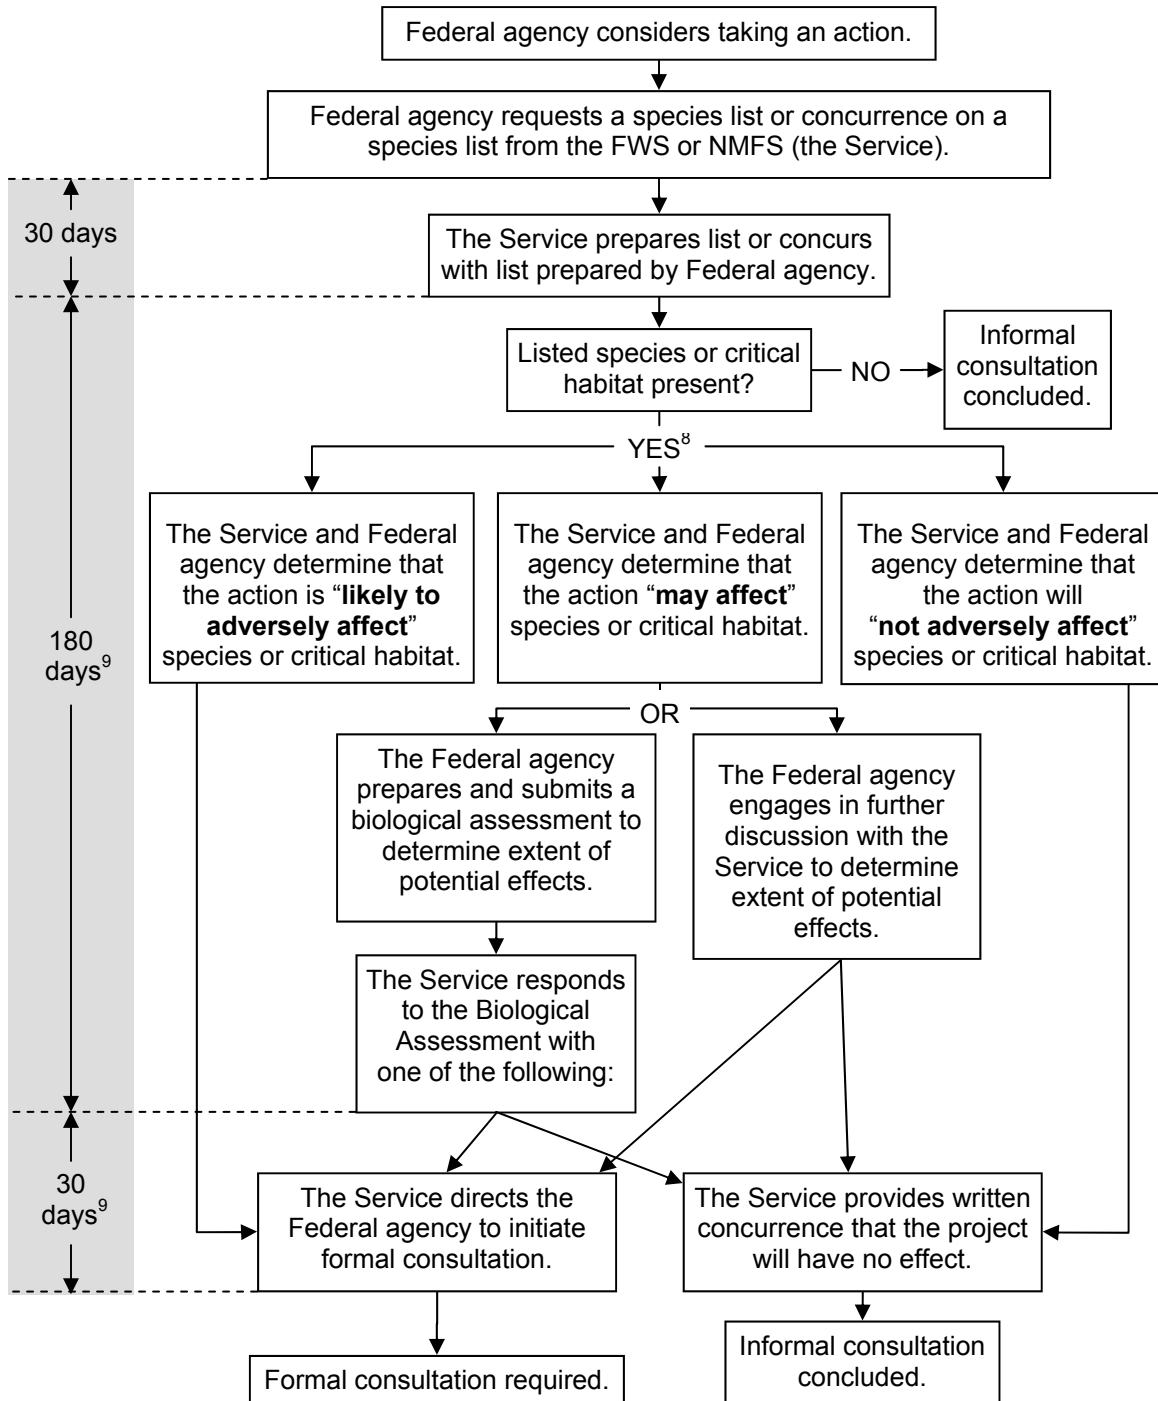 Federal agency considers taking an action.
Federal agency requests a species list or concurrence on a
species list from the FWS or NMFS (the Service).
30 days
The Service prepares list or concurs
with list prepared by Federal agency.
Listed species or critical
habitat present?
NO
Informal
consultation
concluded.
YES⁸
The Service and Federal
agency determine that
the action is “likely to
adversely affect”
species or critical habitat.
The Service and Federal
agency determine that
the action “may affect”
species or critical habitat.
The Service and Federal
agency determine that
the action will
“not adversely affect”
species or critical habitat.
180
days⁹
OR
The Federal agency
prepares and submits a
biological assessment to
determine extent of
potential effects.
The Federal agency
engages in further
discussion with the
Service to determine
extent of potential
effects.
The Service responds
to the Biological
Assessment with
one of the following:
30
days⁹
The Service directs the
Federal agency to initiate
formal consultation.
The Service provides written
concurrence that the project
will have no effect.
Formal consultation required.
Informal consultation
concluded.